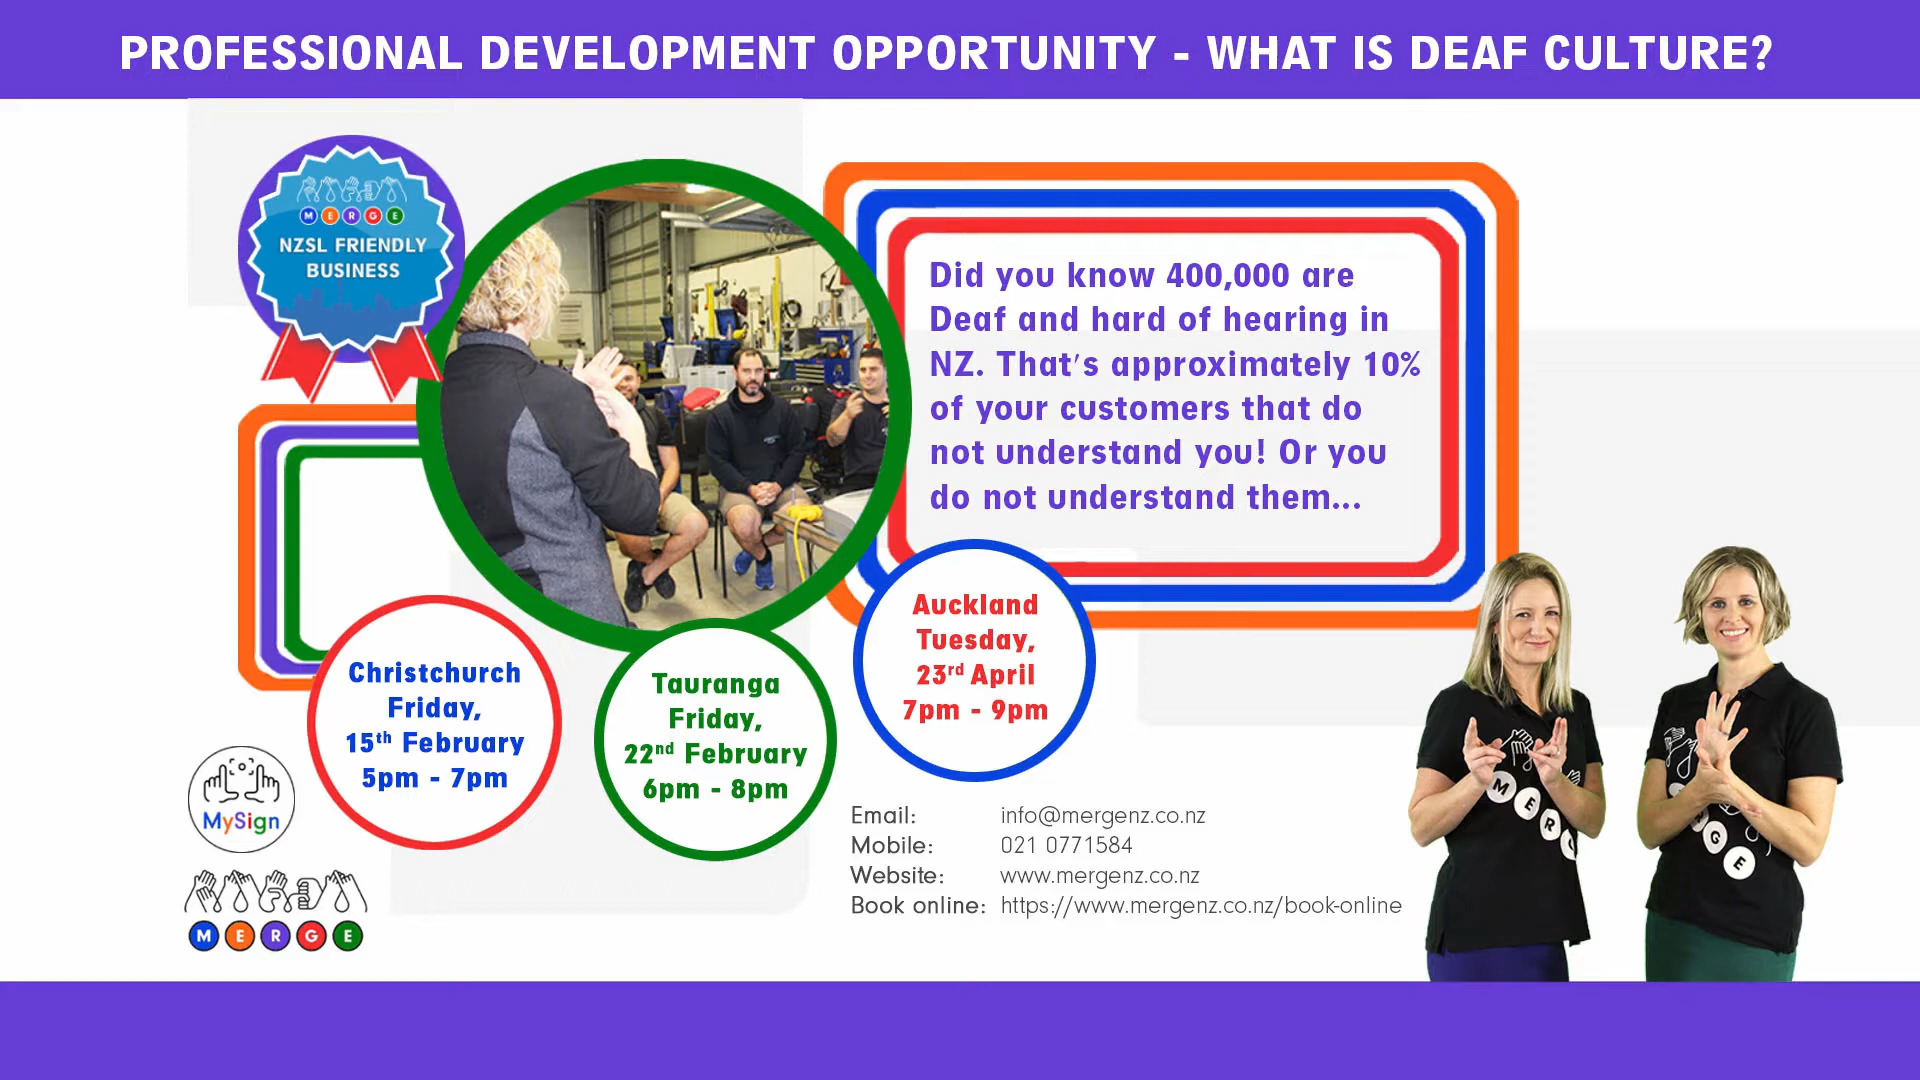 PROFESSIONAL DEVELOPMENT OPPORTUNITY - WHAT IS DEAF CULTURE?
M E R G E
NZSL FRIENDLY
BUSINESS
Did you know 400,000 are
Deaf and hard of hearing in
NZ. That's approximately 10%
of your customers that do
not understand you! Or you
do not understand them...
Christchurch
Friday,
15th February
5pm - 7pm
Tauranga
Friday,
22nd February
6pm - 8pm
Auckland
Tuesday,
23rd April
7pm - 9pm
MySign
M E R G E
Email: info@mergenz.co.nz
Mobile: 021 0771584
Website: www.mergenz.co.nz
Book online: https://www.mergenz.co.nz/book-online
M E R G
R G E